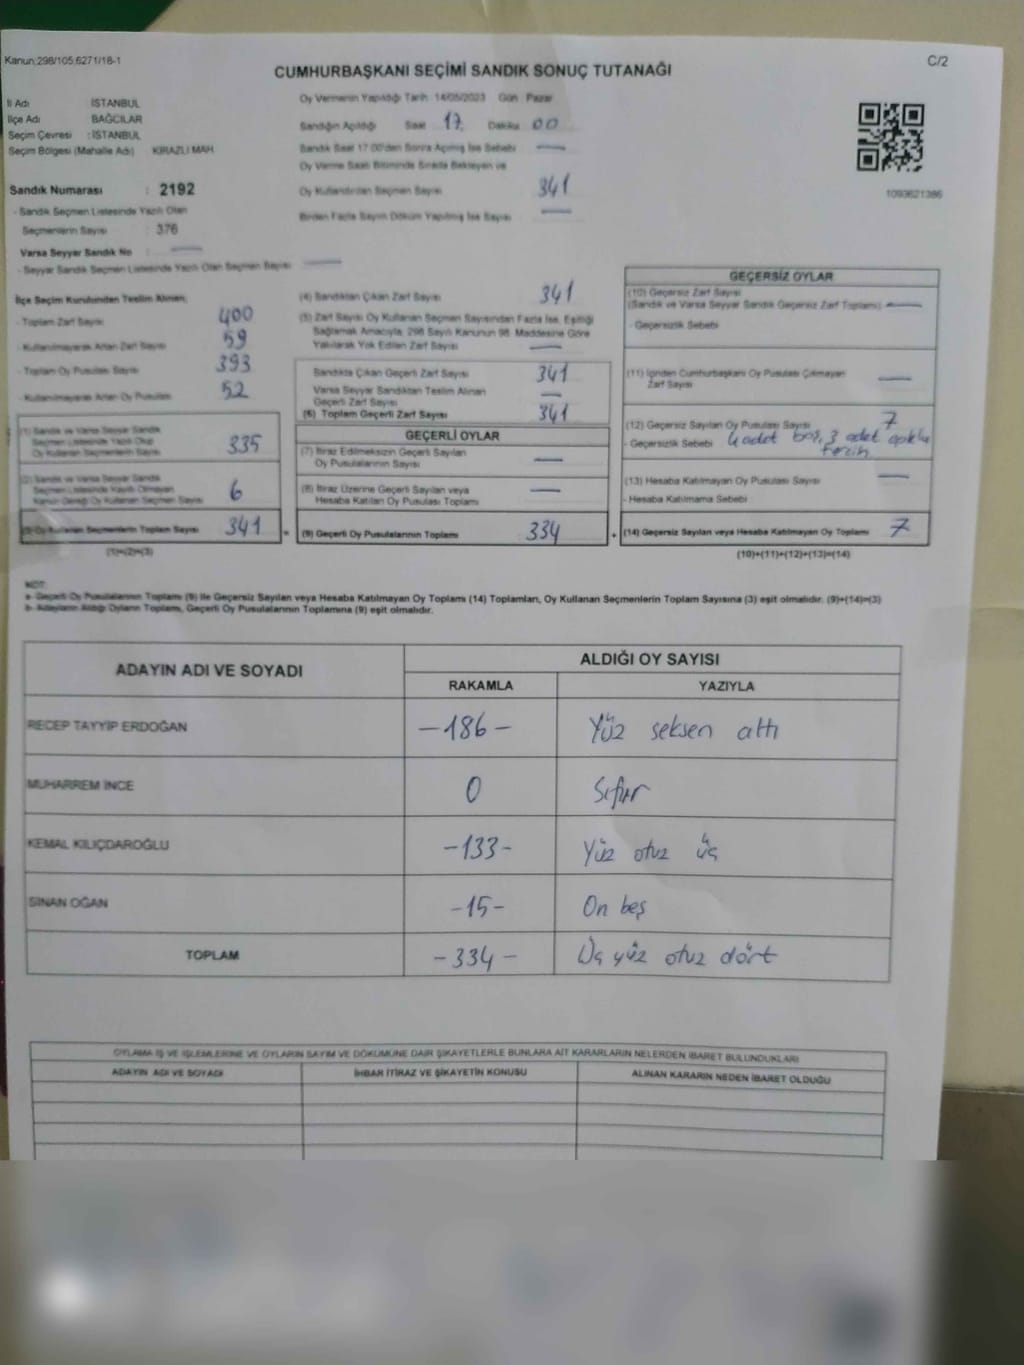 Kanun;298/105,6271/18-1
C/2
CUMHURBAŞKANI SEÇİMİ SANDIK SONUÇ TUTANAĞI
İl Adı İSTANBUL
İlçe Adı BAĞCILAR
Seçim Çevresi : İSTANBUL
Seçim Bölgesi (Mahalle Adı) KİRAZLI MAH.
Sandık Numarası : 2192
- Sandık Seçmen Listesinde Yazılı Olan
Seçmenlerin Sayısı : 376
Varsa Seyyar Sandık No : —
- Seyyar Sandık Seçmen Listesinde Yazılı Olan Seçmen Sayısı —
Oy Vermenin Yapıldığı Tarih :14/05/2023 Gün : Pazar
Sandığın Açıldığı Saat 17 Dakika 00
Sandık Saat 17.00'den Sonra Açılmış İse Sebebi —
Oy Verme Saati Bitiminde Sırada Bekleyen ve
Oy Kullandırılan Seçmen Sayısı 341
Birden Fazla Sayım Döküm Yapılmış İse Sayısı —
1093621386
İlçe Seçim Kurulundan Teslim Alınan;
- Toplam Zarf Sayısı 400
- Kullanılmayarak Artan Zarf Sayısı 59
- Toplam Oy Pusulası Sayısı 393
- Kullanılmayarak Artan Oy Pusulası 52
(1) Sandık ve Varsa Seyyar Sandık
Seçmen Listesinde Yazılı Olup
Oy Kullanan Seçmenlerin Sayısı 335
(2) Sandık ve Varsa Seyyar Sandık
Seçmen Listesinde Kayıtlı Olmayan
Kanun Gereği Oy Kullanan Seçmen Sayısı 6
(3) Oy Kullanan Seçmenlerin Toplam Sayısı 341
(1)+(2)=(3)
(4) Sandıktan Çıkan Zarf Sayısı 341
(5) Zarf Sayısı Oy Kullanan Seçmen Sayısından Fazla İse, Eşitliği
Sağlamak Amacıyla, 298 Sayılı Kanunun 98. Maddesine Göre
Yakılarak Yok Edilen Zarf Sayısı —
Sandıkta Çıkan Geçerli Zarf Sayısı 341
Varsa Seyyar Sandıktan Teslim Alınan
Geçerli Zarf Sayısı —
(6) Toplam Geçerli Zarf Sayısı 341
GEÇERLİ OYLAR
(7) İtiraz Edilmeksizin Geçerli Sayılan
Oy Pusulalarının Sayısı —
(8) İtiraz Üzerine Geçerli Sayılan veya
Hesaba Katılan Oy Pusulası Toplamı —
= (9) Geçerli Oy Pusulalarının Toplamı 334
GEÇERSİZ OYLAR
(10) Geçersiz Zarf Sayısı
(Sandık ve Varsa Seyyar Sandık Geçersiz Zarf Toplamı) —
- Geçersizlik Sebebi
(11) İçinden Cumhurbaşkanı Oy Pusulası Çıkmayan
Zarf Sayısı —
(12) Geçersiz Sayılan Oy Pusulası Sayısı 7
- Geçersizlik Sebebi 4 adet boş, 3 adet
(13) Hesaba Katılmayan Oy Pusulası Sayısı —
- Hesaba Katılmama Sebebi
+ (14) Geçersiz Sayılan veya Hesaba Katılmayan Oy Toplamı 7
(10)+(11)+(12)+(13)=(14)
NOT:
a- Geçerli Oy Pusulalarının Toplamı (9) ile Geçersiz Sayılan veya Hesaba Katılmayan Oy Toplamı (14) Toplamları, Oy Kullanan Seçmenlerin Toplam Sayısına (3) eşit olmalıdır. (9)+(14)=(3)
b- Adayların Aldığı Oyların Toplamı, Geçerli Oy Pusulalarının Toplamına (9) eşit olmalıdır.
ADAYIN ADI VE SOYADI
ALDIĞI OY SAYISI
RAKAMLA YAZIYLA
RECEP TAYYİP ERDOĞAN -186- Yüz seksen altı
MUHARREM İNCE 0 Sıfır
KEMAL KILIÇDAROĞLU -133- Yüz otuz üç
SİNAN OĞAN -15- On beş
TOPLAM -334- Üç yüz otuz dört
OYLAMA İŞ VE İŞLEMLERİNE VE OYLARIN SAYIM VE DÖKÜMÜNE DAİR ŞİKAYETLERLE BUNLARA AİT KARARLARIN NELERDEN İBARET BULUNDUKLARI
ADAYIN ADI VE SOYADI İHBAR İTİRAZ VE ŞİKAYETİN KONUSU ALINAN KARARIN NEDEN İBARET OLDUĞU